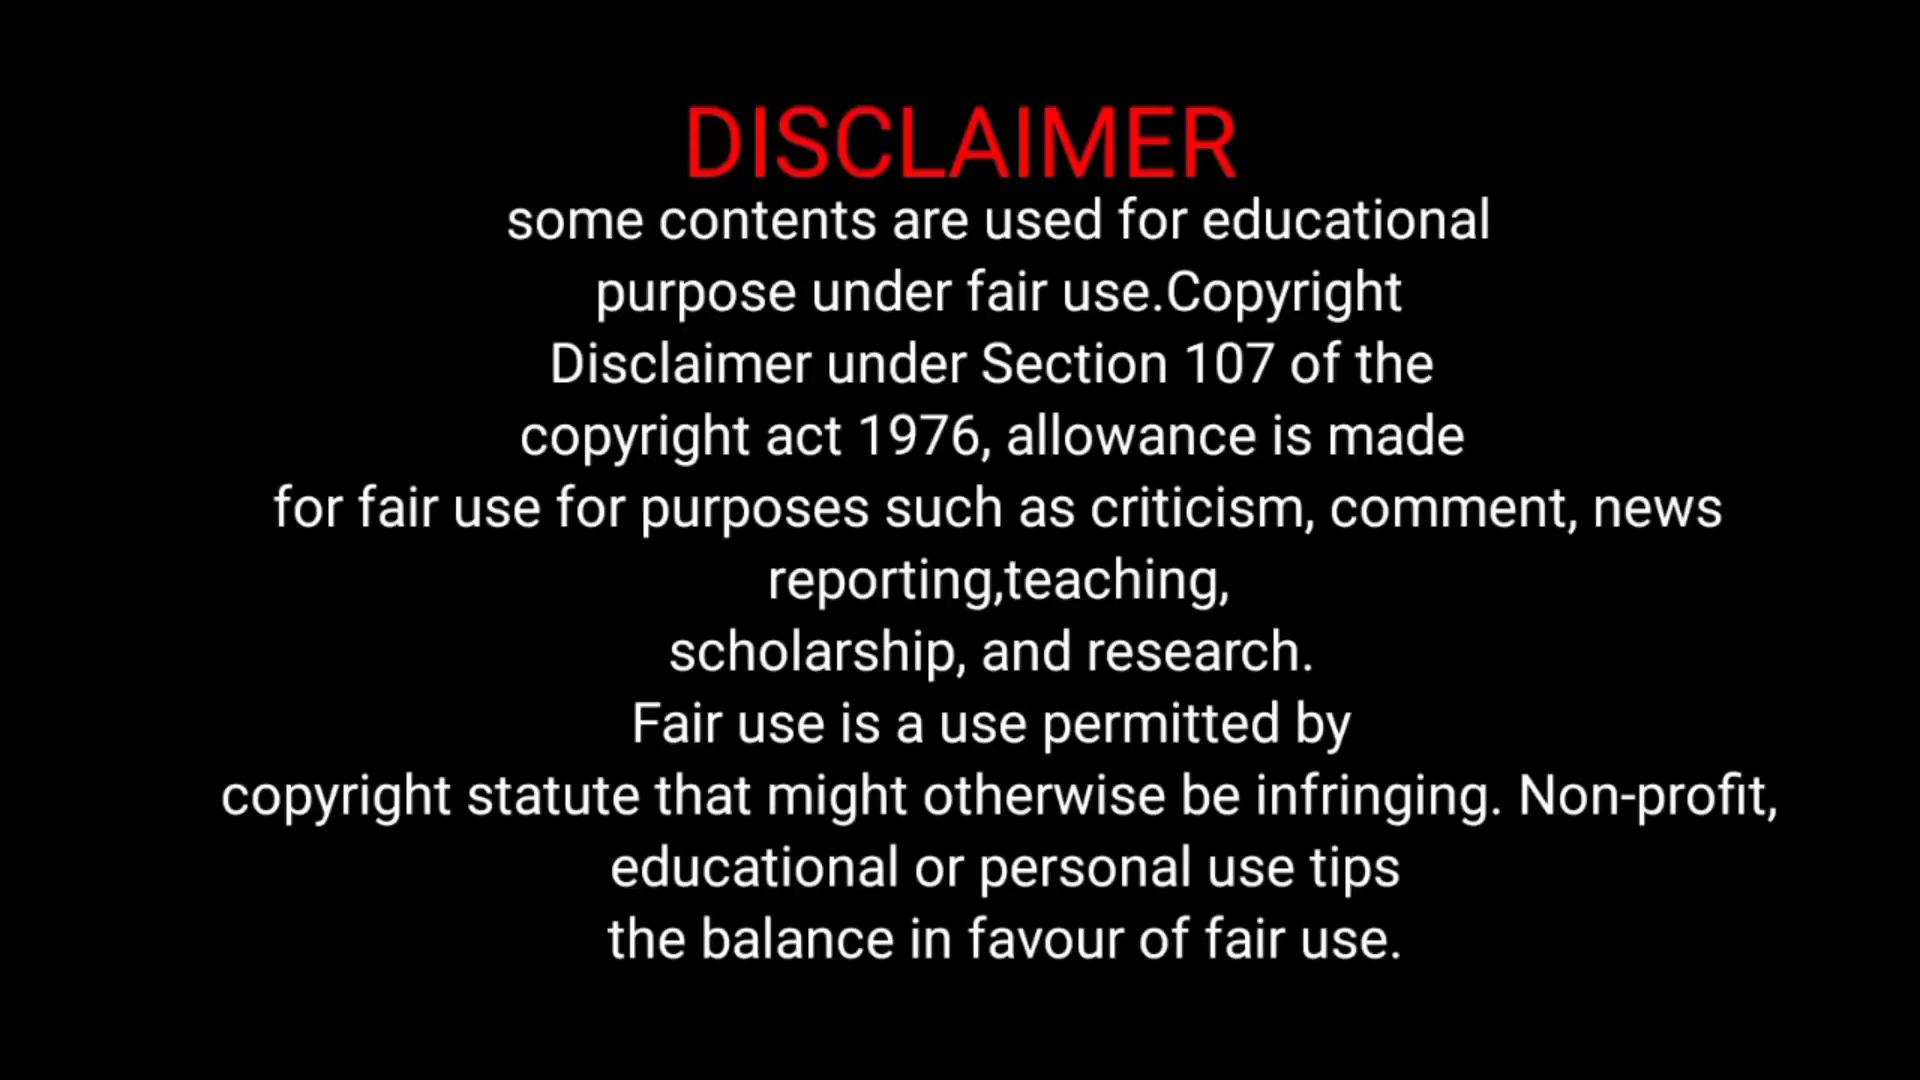 DISCLAIMER
some contents are used for educational
purpose under fair use.Copyright
Disclaimer under Section 107 of the
copyright act 1976, allowance is made
for fair use for purposes such as criticism, comment, news
reporting,teaching,
scholarship, and research.
Fair use is a use permitted by
copyright statute that might otherwise be infringing. Non-profit,
educational or personal use tips
the balance in favour of fair use.